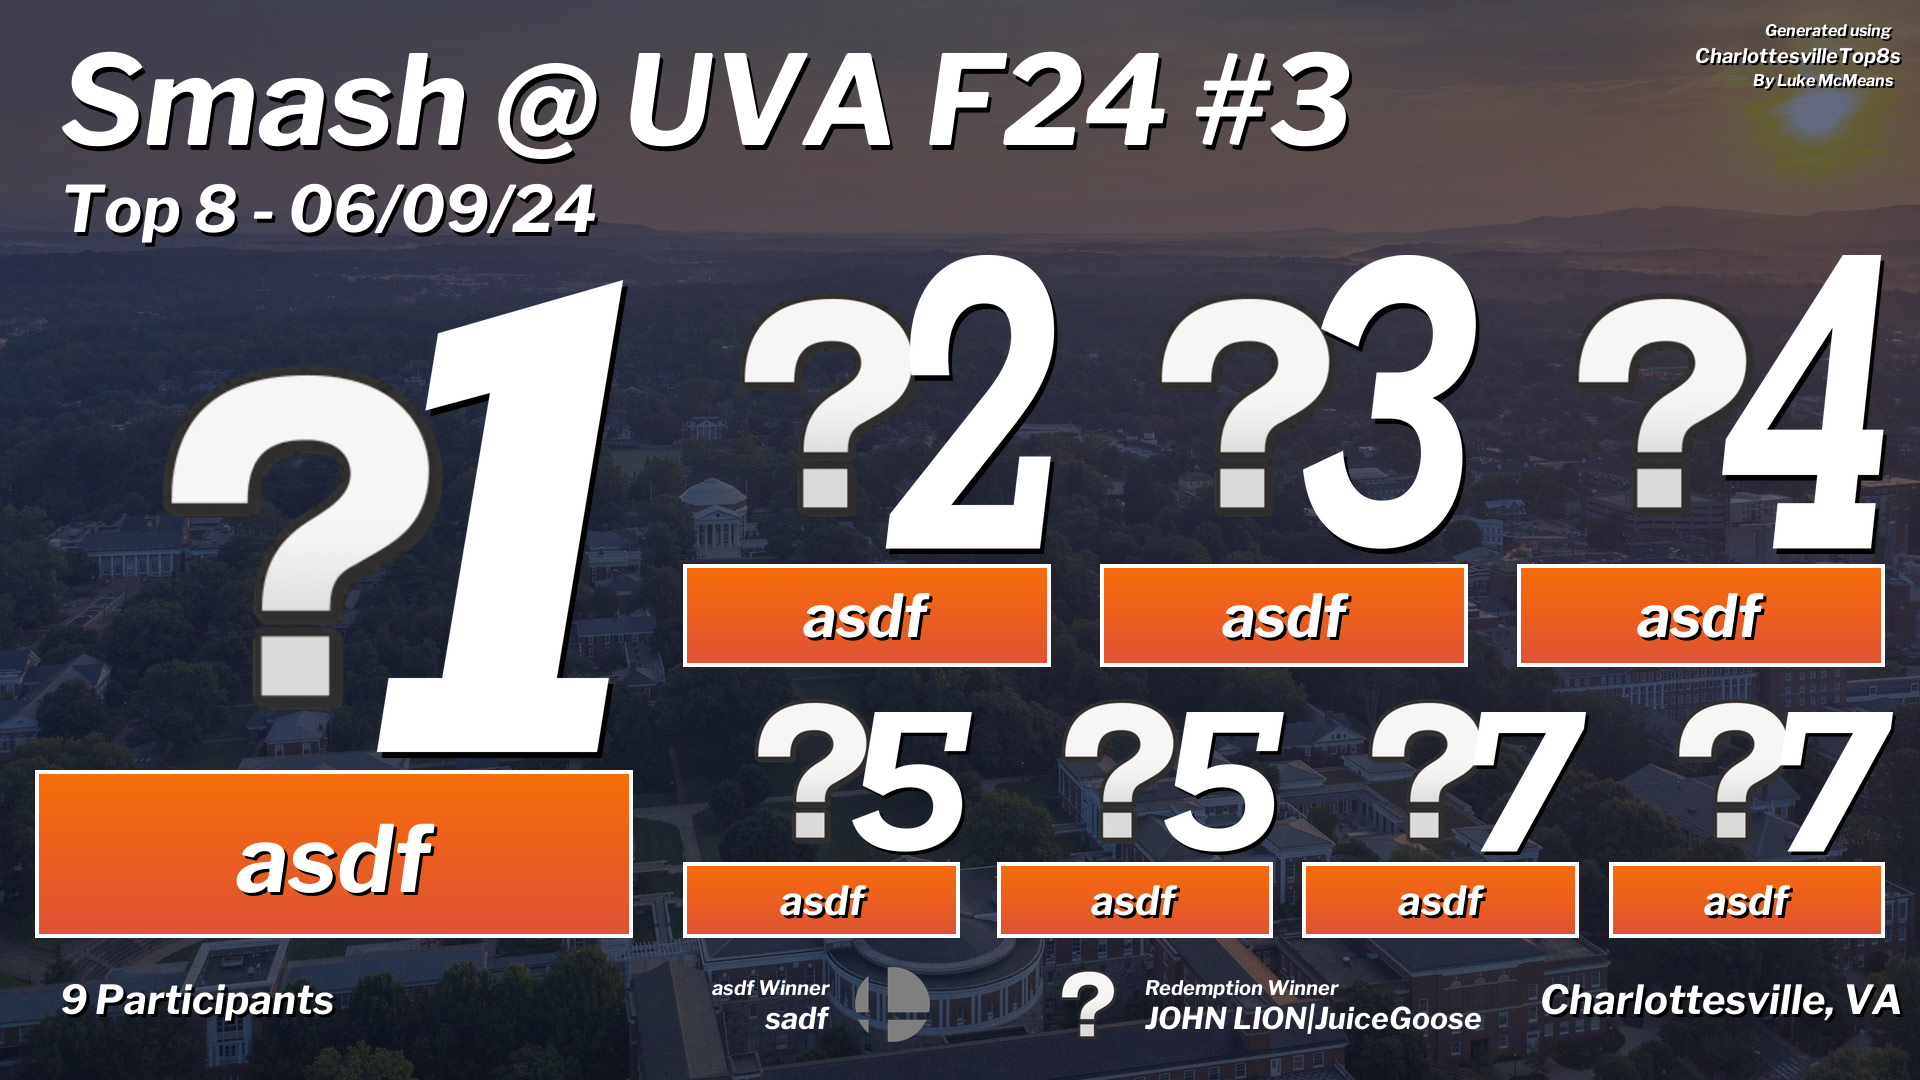 Smash @ UVA F24 #3
Top 8 - 06/09/24
Generated using
CharlottesvilleTop8s
By Luke McMeans
?1
asdf
?2
asdf
?3
asdf
?4
asdf
?5
asdf
?5
asdf
?7
asdf
?7
asdf
9 Participants
asdf Winner
sadf
?
Redemption Winner
JOHN LION|JuiceGoose
Charlottesville, VA